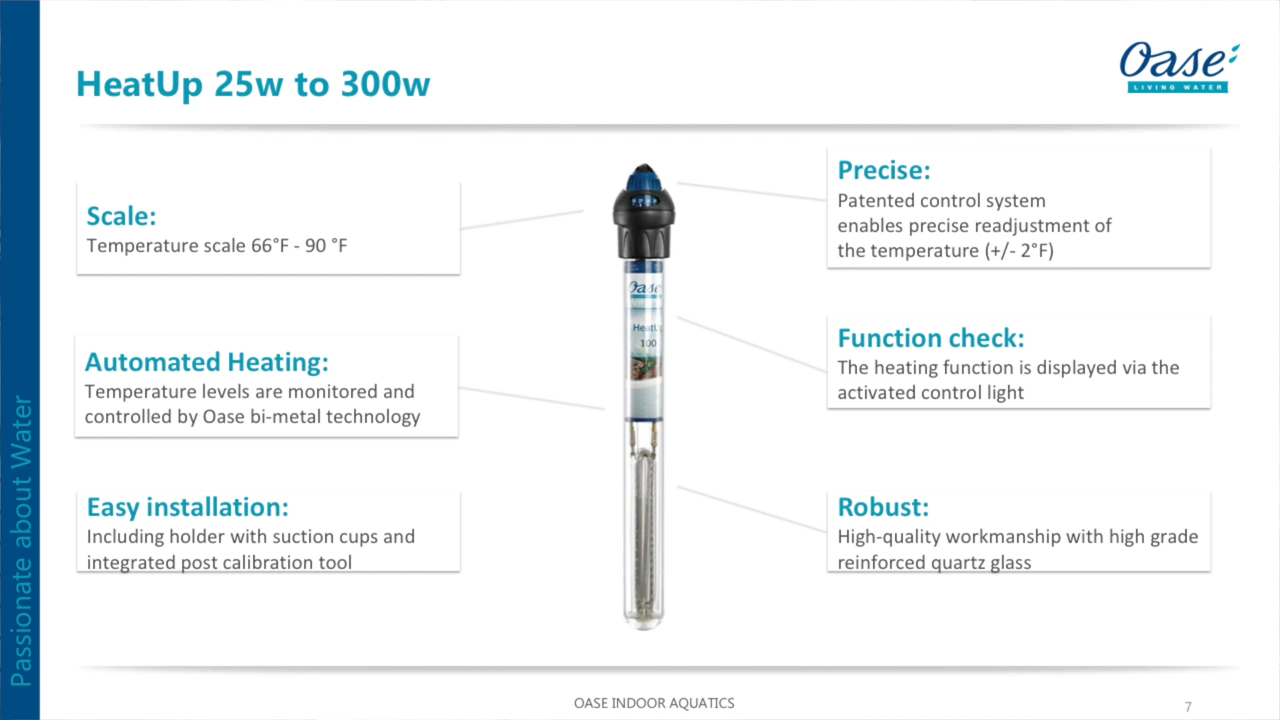 HeatUp 25w to 300w
Oase
LIVING WATER
Scale:
Temperature scale 66°F - 90 °F
Automated Heating:
Temperature levels are monitored and
controlled by Oase bi-metal technology
Easy installation:
Including holder with suction cups and
integrated post calibration tool
Oase
HeatUp
100
Precise:
Patented control system
enables precise readjustment of
the temperature (+/- 2°F)
Function check:
The heating function is displayed via the
activated control light
Robust:
High-quality workmanship with high grade
reinforced quartz glass
Passionate about Water
OASE INDOOR AQUATICS
7